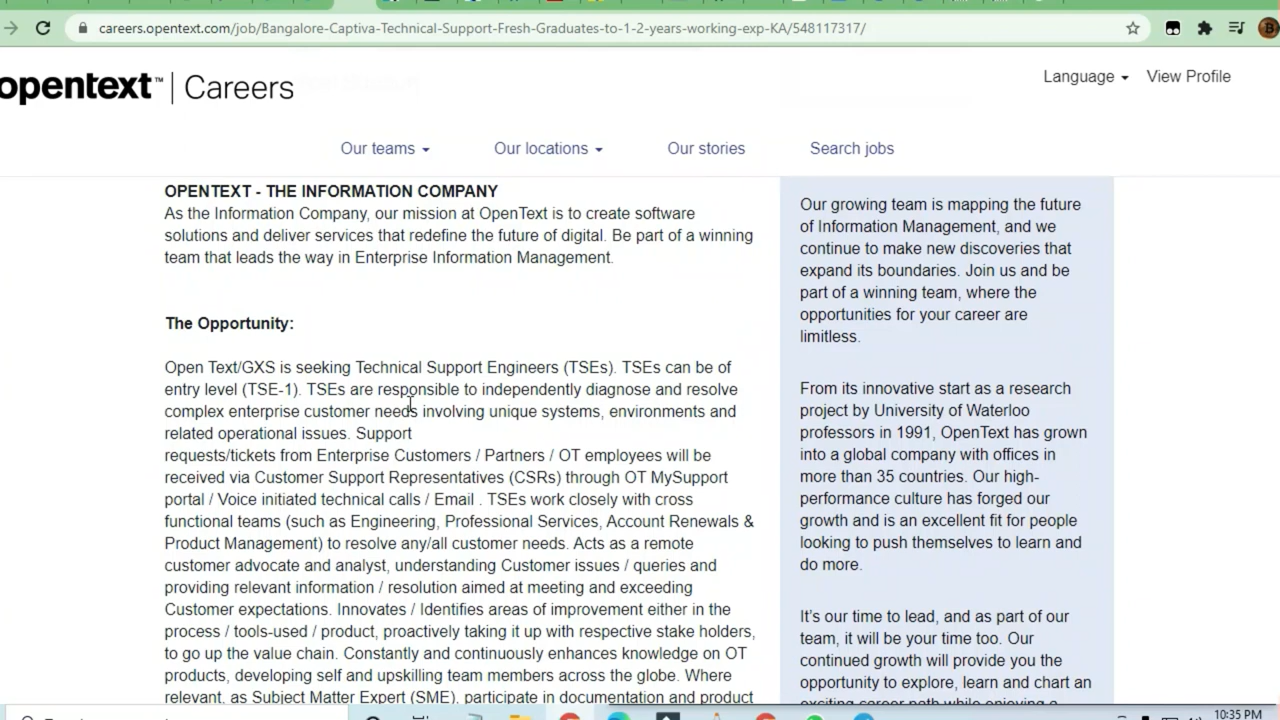 careers.opentext.com/job/Bangalore-Captiva-Technical-Support-Fresh-Graduates-to-1-2-years-working-exp-KA/548117317/
opentext™ | Careers
Language
View Profile
Our teams
Our locations
Our stories
Search jobs
OPENTEXT - THE INFORMATION COMPANY
As the Information Company, our mission at OpenText is to create software
solutions and deliver services that redefine the future of digital. Be part of a winning
team that leads the way in Enterprise Information Management.
The Opportunity:
Open Text/GXS is seeking Technical Support Engineers (TSEs). TSEs can be of
entry level (TSE-1). TSEs are responsible to independently diagnose and resolve
complex enterprise customer needs involving unique systems, environments and
related operational issues. Support
requests/tickets from Enterprise Customers / Partners / OT employees will be
received via Customer Support Representatives (CSRs) through OT MySupport
portal / Voice initiated technical calls / Email . TSEs work closely with cross
functional teams (such as Engineering, Professional Services, Account Renewals &
Product Management) to resolve any/all customer needs. Acts as a remote
customer advocate and analyst, understanding Customer issues / queries and
providing relevant information / resolution aimed at meeting and exceeding
Customer expectations. Innovates / Identifies areas of improvement either in the
process / tools-used / product, proactively taking it up with respective stake holders,
to go up the value chain. Constantly and continuously enhances knowledge on OT
products, developing self and upskilling team members across the globe. Where
relevant, as Subject Matter Expert (SME), participate in documentation and product
Our growing team is mapping the future
of Information Management, and we
continue to make new discoveries that
expand its boundaries. Join us and be
part of a winning team, where the
opportunities for your career are
limitless.
From its innovative start as a research
project by University of Waterloo
professors in 1991, OpenText has grown
into a global company with offices in
more than 35 countries. Our high-
performance culture has forged our
growth and is an excellent fit for people
looking to push themselves to learn and
do more.
It's our time to lead, and as part of our
team, it will be your time too. Our
continued growth will provide you the
opportunity to explore, learn and chart an
exciting career path while enjoying a
10:35 PM